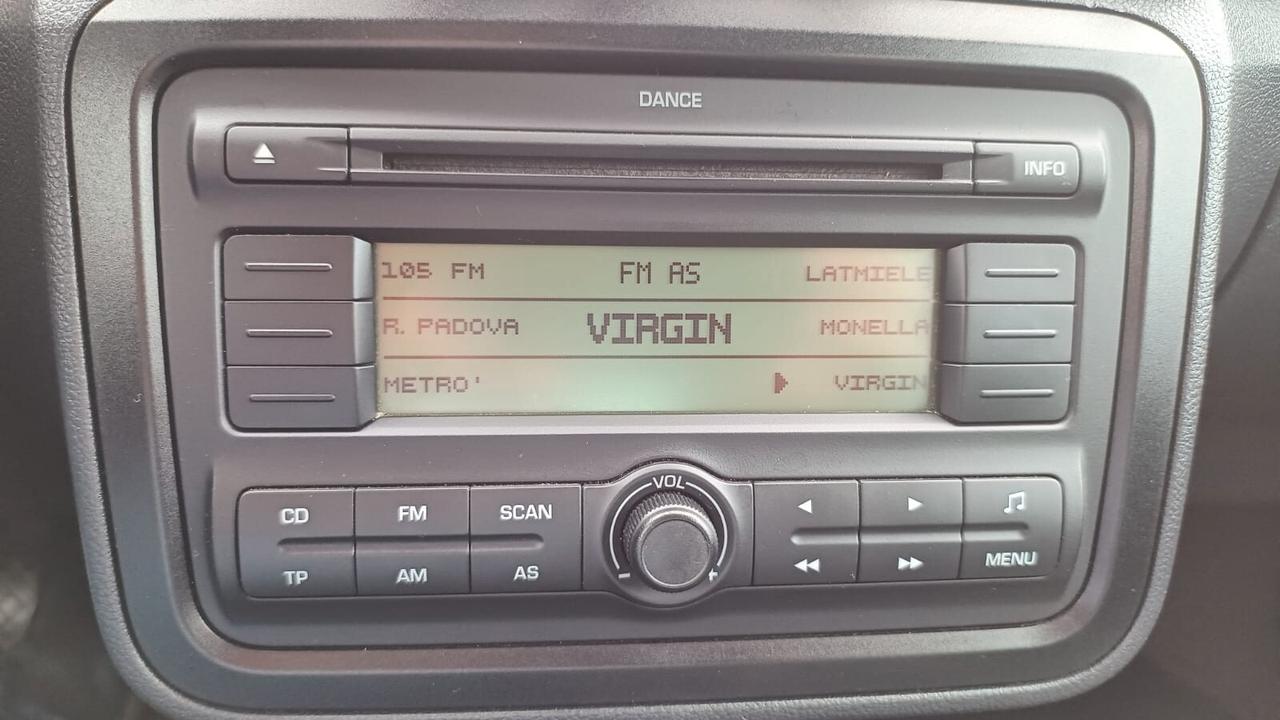 DANCE
INFO
105 FM FM AS LATMIELE
R. PADOVA VIRGIN MONELLA
METRO' VIRGIN
VOL
CD FM SCAN
TP AM AS MENU